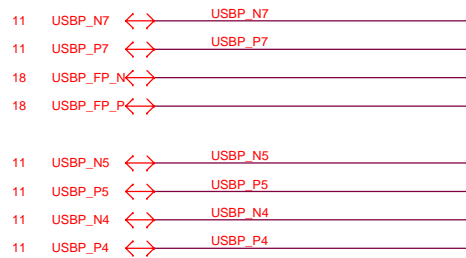 11 USBP_N7 USBP_N7
11 USBP_P7 USBP_P7
18 USBP_FP_N
18 USBP_FP_P
11 USBP_N5 USBP_N5
11 USBP_P5 USBP_P5
11 USBP_N4 USBP_N4
11 USBP_P4 USBP_P4